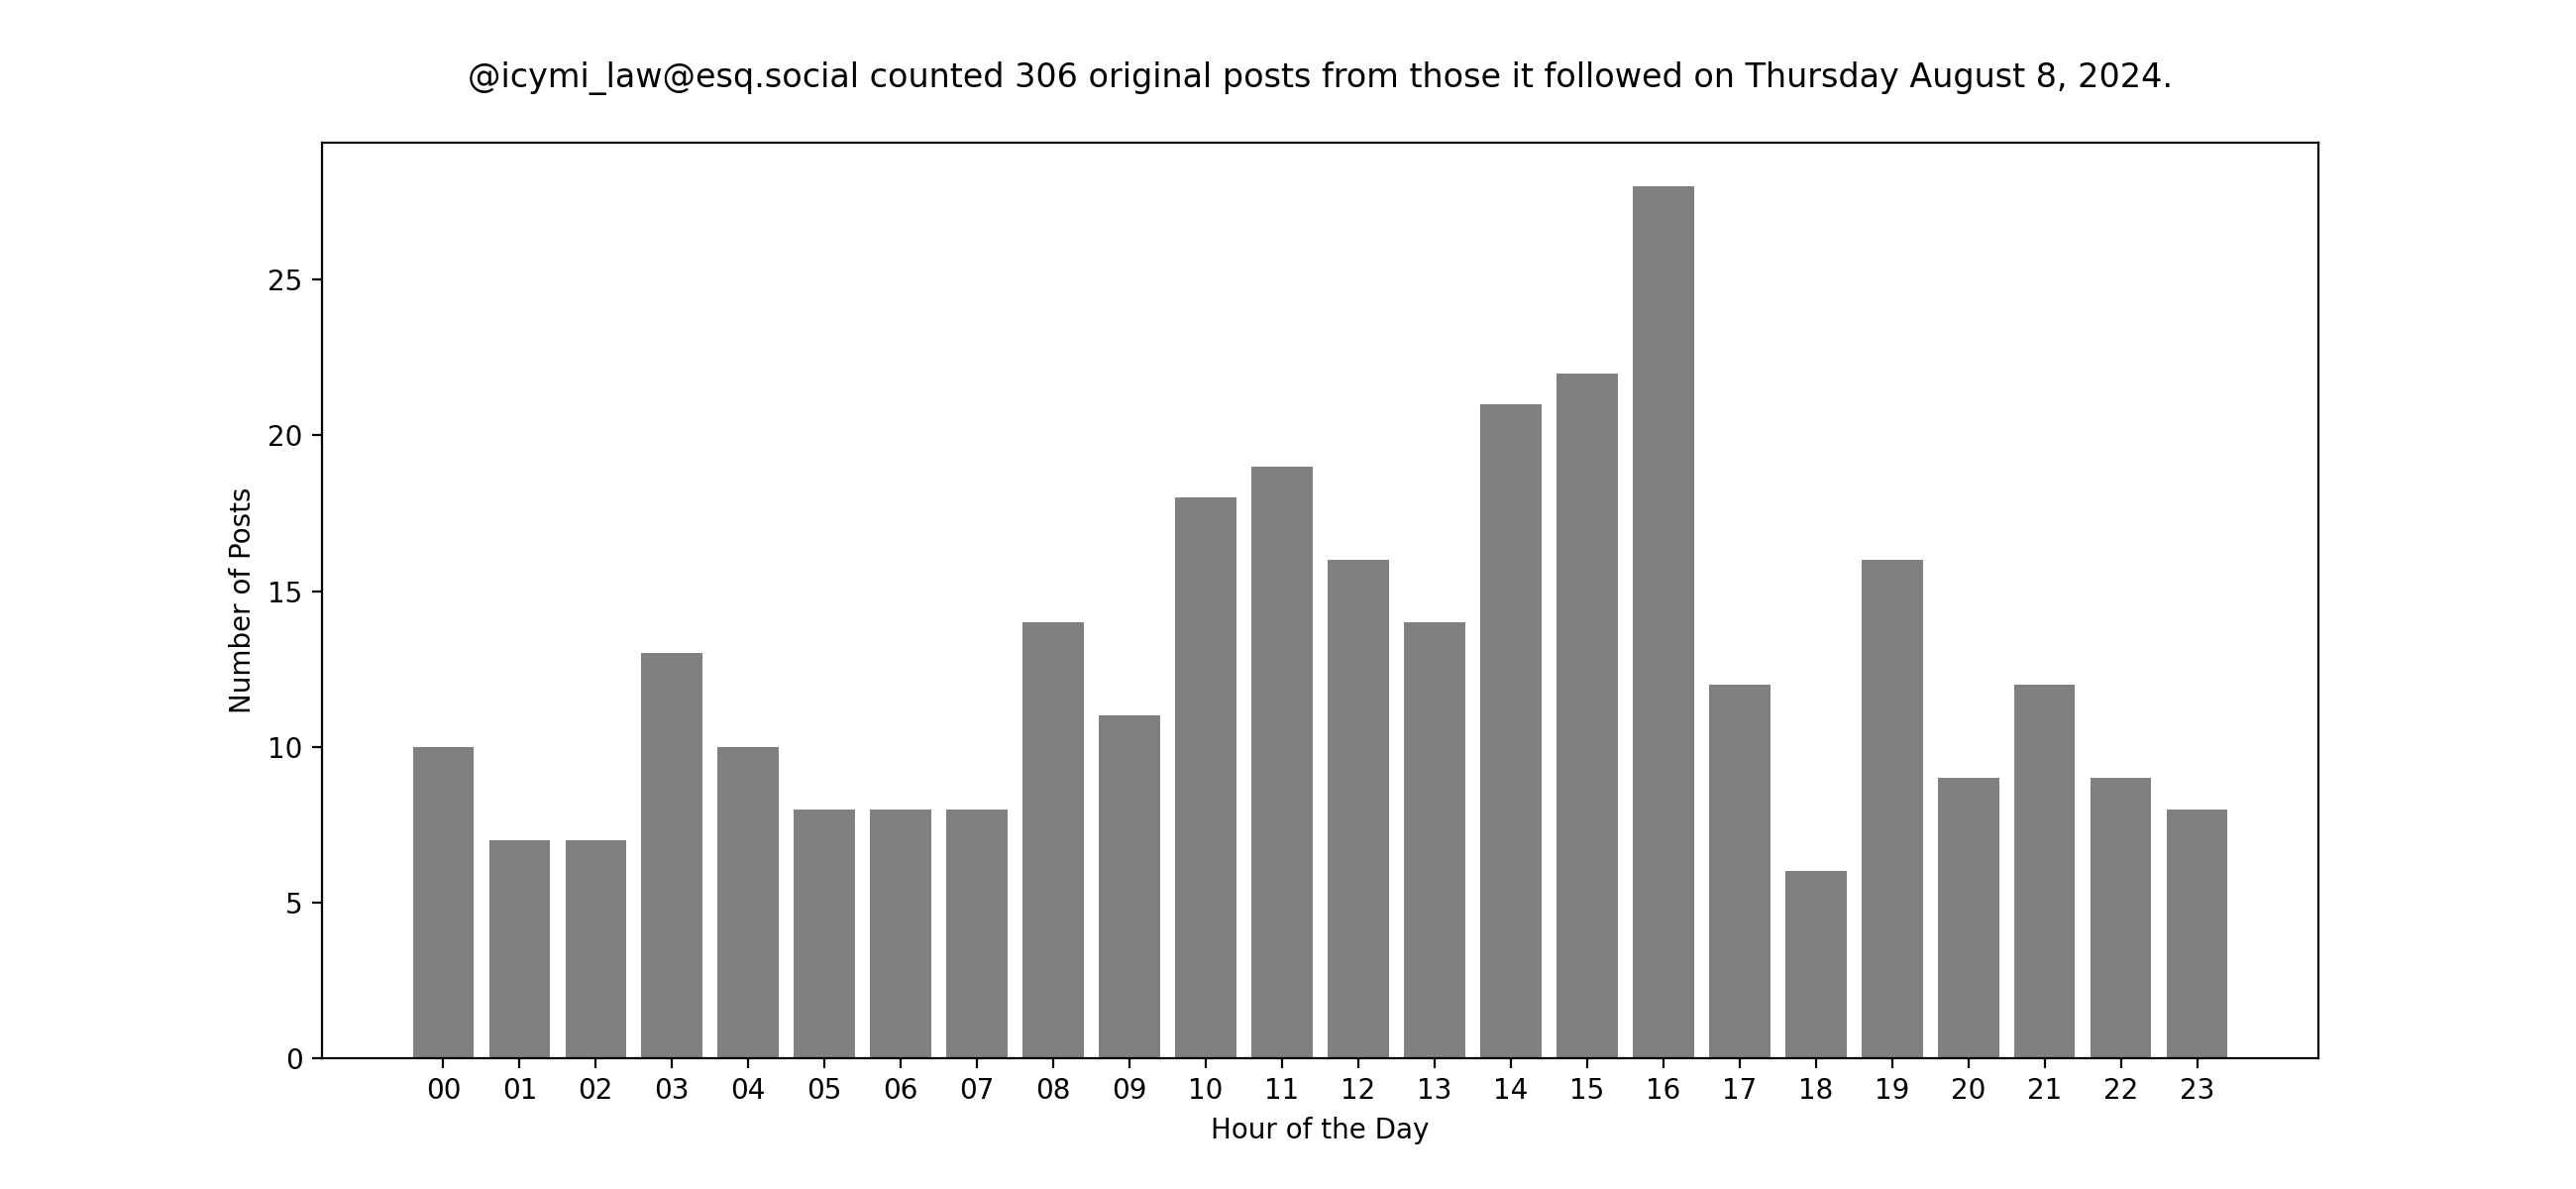 @icymi_law@esq.social counted 306 original posts from those it followed on Thursday August 8, 2024.
25
20
15
10
5
0
Number of Posts
00 01 02 03 04 05 06 07 08 09 10 11 12 13 14 15 16 17 18 19 20 21 22 23
Hour of the Day